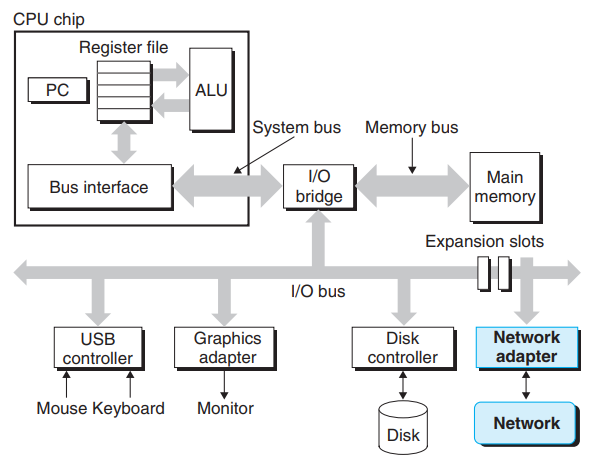 CPU chip
Register file
PC
ALU
System bus
Memory bus
Bus interface
I/O
bridge
Main
memory
Expansion slots
I/O bus
USB
controller
Graphics
adapter
Disk
controller
Network
adapter
Mouse Keyboard
Monitor
Disk
Network